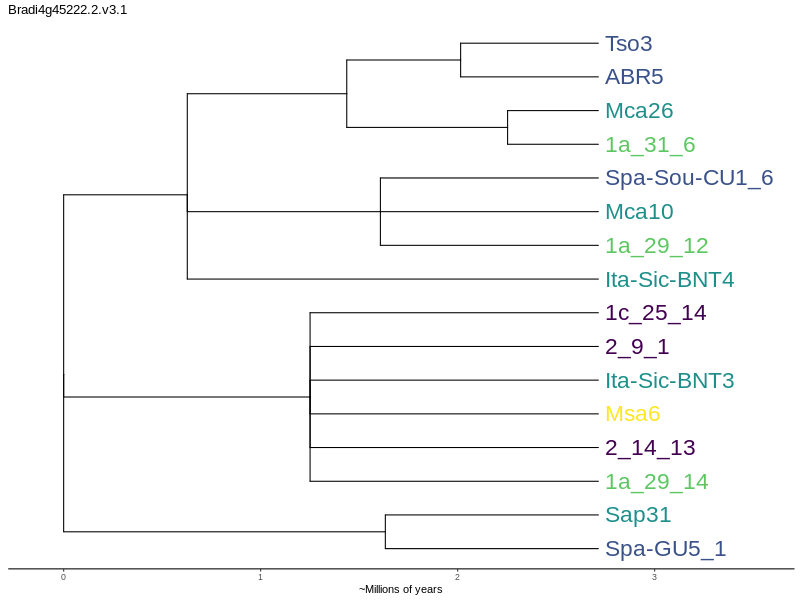 Bradi4g45222.2.v3.1
Tso3
ABR5
Mca26
1a_31_6
Spa-Sou-CU1_6
Mca10
1a_29_12
Ita-Sic-BNT4
1c_25_14
2_9_1
Ita-Sic-BNT3
Msa6
2_14_13
1a_29_14
Sap31
Spa-GU5_1
0 1 2 3
~Millions of years